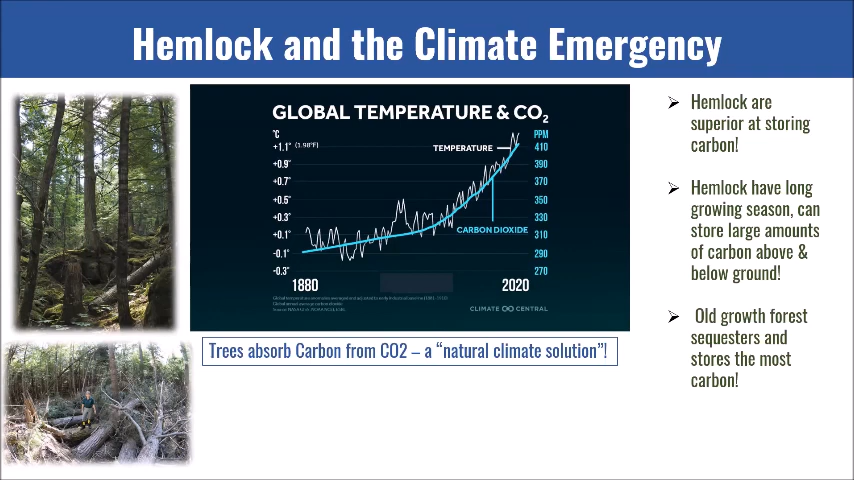 Hemlock and the Climate Emergency
GLOBAL TEMPERATURE & CO2
°C
PPM
+1.1° (1.98°F)
TEMPERATURE
410
+0.9°
390
+0.7°
370
+0.5°
350
+0.3°
330
+0.1°
CARBON DIOXIDE
310
-0.1°
290
-0.3°
270
1880
2020
CLIMATE CENTRAL
Trees absorb Carbon from CO2 – a “natural climate solution”!
➢ Hemlock are
superior at storing
carbon!
➢ Hemlock have long
growing season, can
store large amounts
of carbon above &
below ground!
➢ Old growth forest
sequesters and
stores the most
carbon!